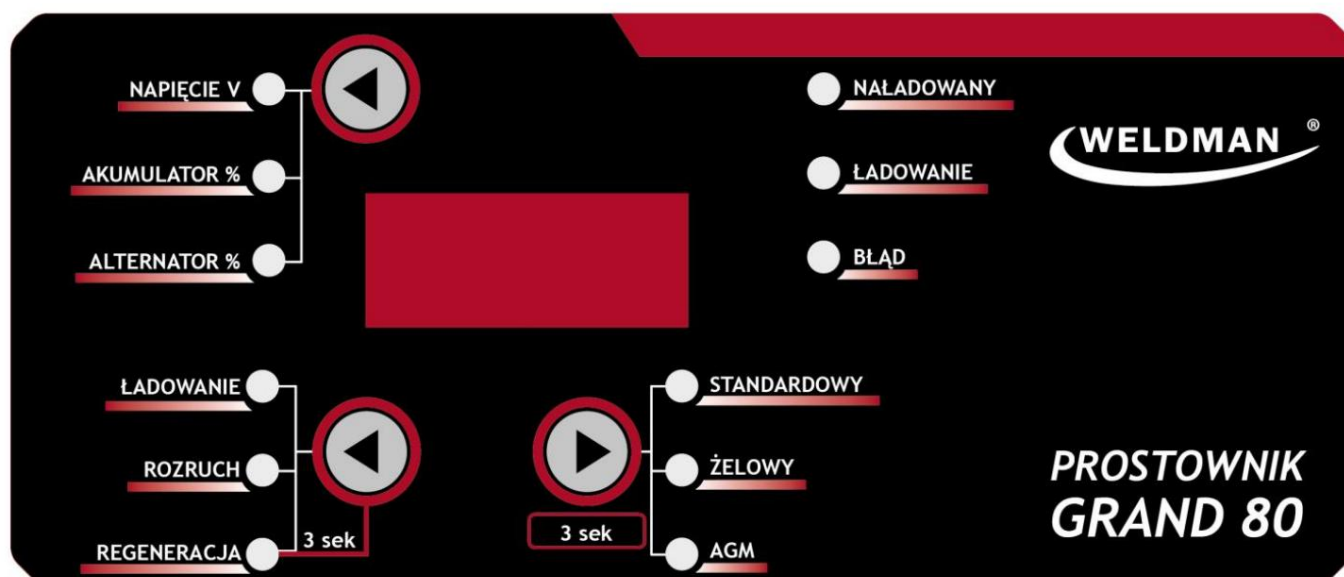 NAPIĘCIE V
AKUMULATOR %
ALTERNATOR %
NAŁADOWANY
ŁADOWANIE
BŁĄD
WELDMAN ®
ŁADOWANIE
ROZRUCH
REGENERACJA
3 sek
3 sek
STANDARDOWY
ŻELOWY
AGM
PROSTOWNIK
GRAND 80